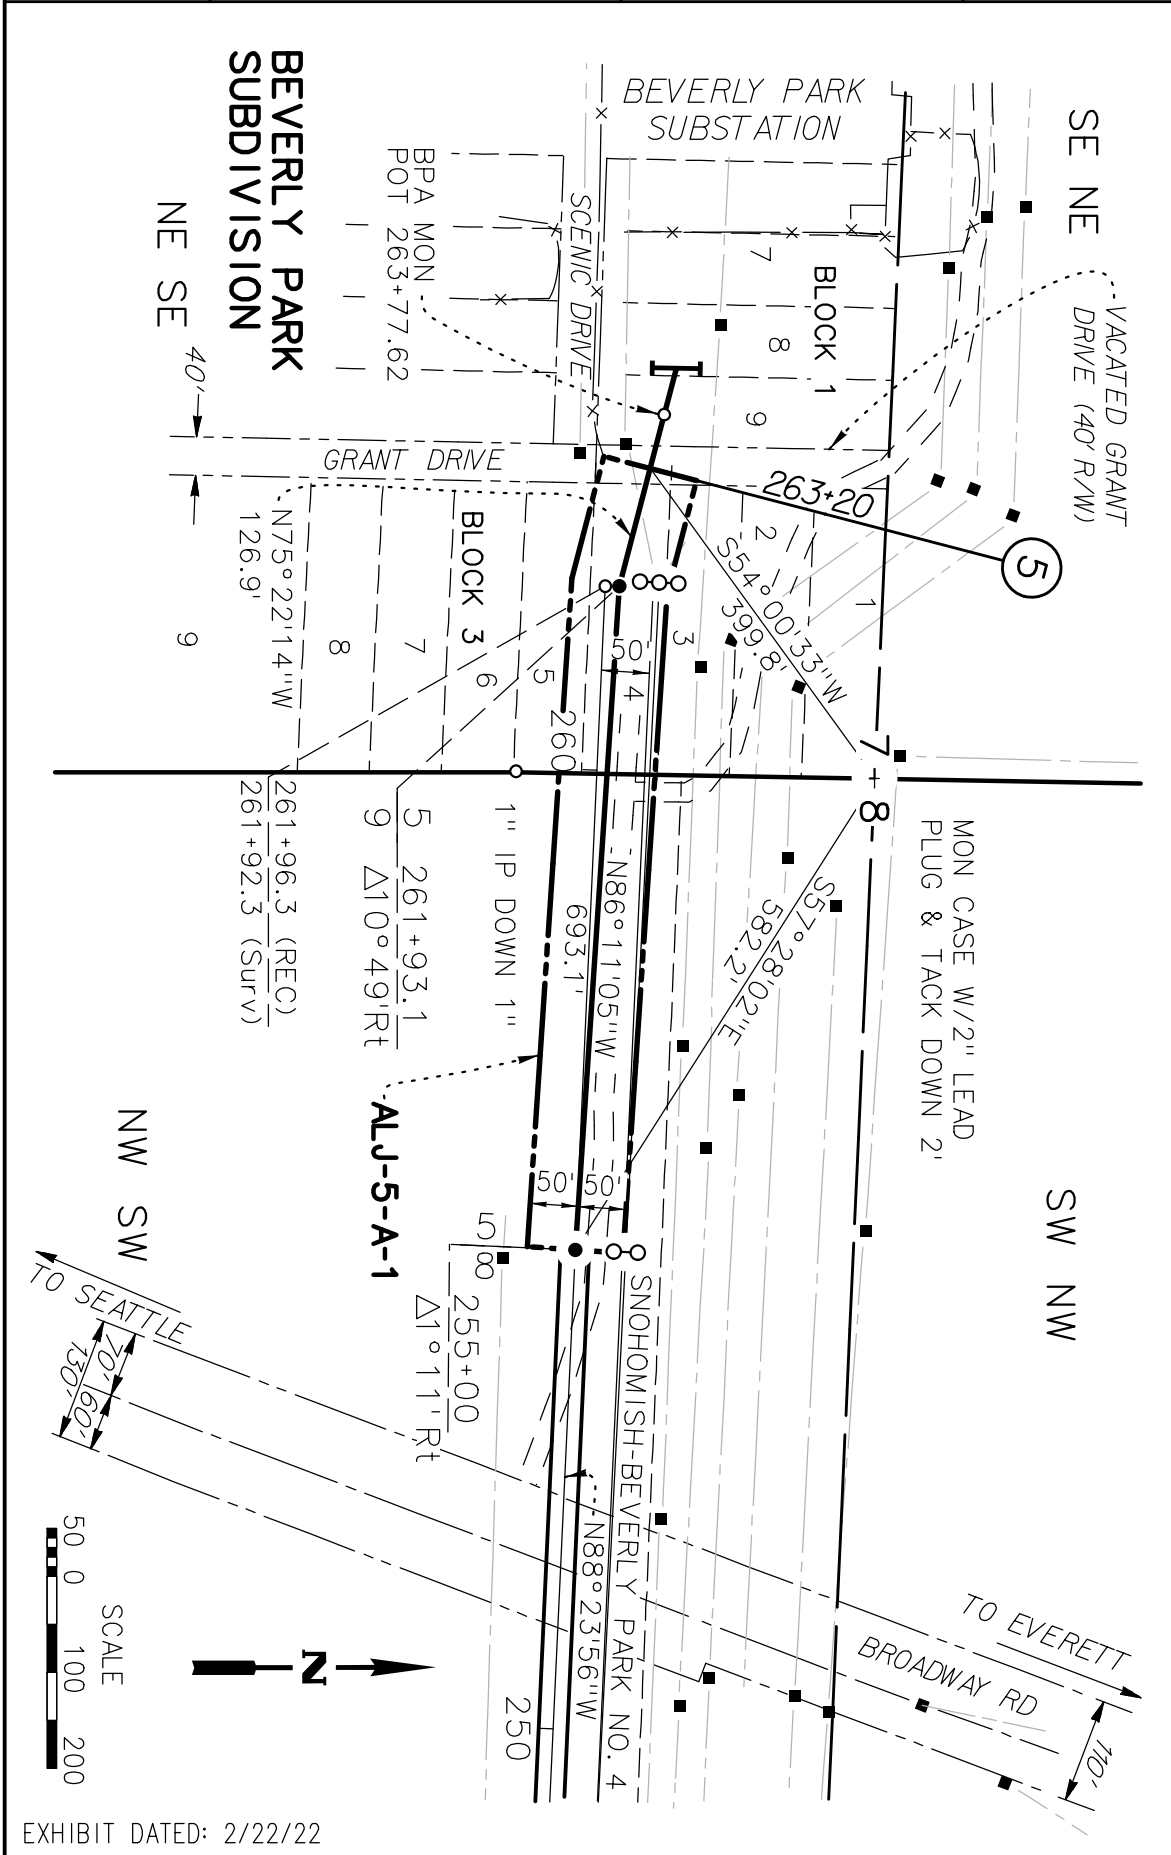 BEVERLY PARK
SUBSTATION
SE NE
BEVERLY PARK
SUBDIVISION
NE SE
BPA MON
POT 263+77.62
SCENIC DRIVE
7
8
9
BLOCK 1
VACATED GRANT
DRIVE (40' R/W)
40'
GRANT DRIVE
263+20
5
N75°22'14"W
126.9'
BLOCK 3
9
8
7
6
5
4
3
2
1
50'
S54°00'33"W
399.8'
7
8
260
MON CASE W/2" LEAD
PLUG & TACK DOWN 2'
261+96.3 (REC)
261+92.3 (Surv)
5 261+93.1
9 Δ10°49'Rt
1" IP DOWN 1"
693.1'
N86°11'05"W
S57°28'02"E
582.2'
ALJ-5-A-1
NW SW
SW NW
50' 50'
5 255+00
8 Δ1°11'Rt
TO SEATTLE
70' 60'
130'
SNOHOMISH-BEVERLY PARK NO. 4
N88°23'56"W
250
TO EVERETT
BROADWAY RD
110'
N
SCALE
50 0 100 200
EXHIBIT DATED: 2/22/22